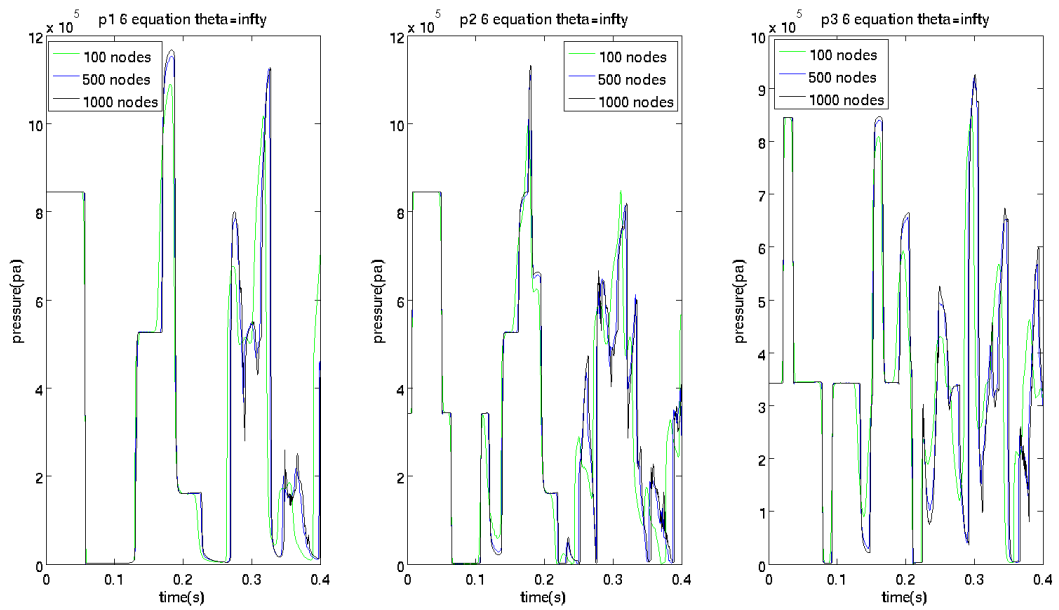 p1 6 equation theta=infty
x 10^5
12
10
8
6
4
2
0
0
0.1
0.2
0.3
0.4
pressure(pa)
time(s)
100 nodes
500 nodes
1000 nodes
p2 6 equation theta=infty
x 10^5
12
10
8
6
4
2
0
0
0.1
0.2
0.3
0.4
pressure(pa)
time(s)
100 nodes
500 nodes
1000 nodes
p3 6 equation theta=infty
x 10^5
10
9
8
7
6
5
4
3
2
1
0
0
0.1
0.2
0.3
0.4
pressure(pa)
time(s)
100 nodes
500 nodes
1000 nodes